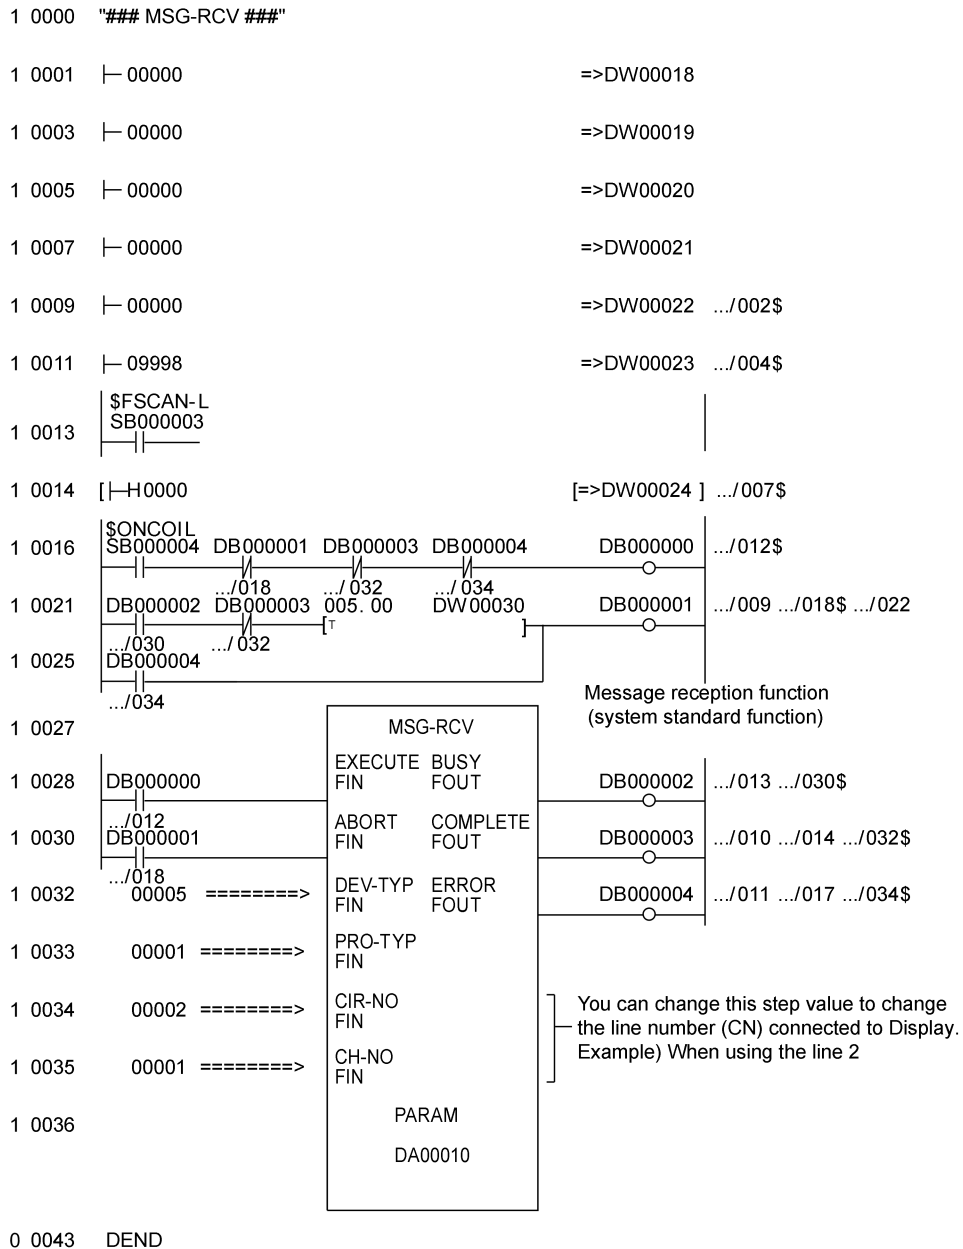 1 0000 "### MSG-RCV ###"
1 0001 00000 =>DW00018
1 0003 00000 =>DW00019
1 0005 00000 =>DW00020
1 0007 00000 =>DW00021
1 0009 00000 =>DW00022 .../002$
1 0011 09998 =>DW00023 .../004$
$FSCAN-L
SB000003
1 0013
1 0014 [ H0000 [=>DW00024 ] .../007$
$ONCOIL
1 0016 SB000004 DB000001 DB000003 DB000004 DB000000 .../012$
.../018 .../032 .../034
1 0021 DB000002 DB000003 005.00 DW00030 DB000001 .../009 .../018$ .../022
[T ]
.../030 .../032
1 0025 DB000004
.../034
Message reception function
(system standard function)
1 0027 MSG-RCV
EXECUTE BUSY
1 0028 DB000000 FIN FOUT DB000002 .../013 .../030$
.../012
ABORT COMPLETE
1 0030 DB000001 FIN FOUT DB000003 .../010 .../014 .../032$
.../018
1 0032 00005 ========> DEV-TYP ERROR DB000004 .../011 .../017 .../034$
FIN FOUT
PRO-TYP
1 0033 00001 ========> FIN
CIR-NO
1 0034 00002 ========> FIN
You can change this step value to change
the line number (CN) connected to Display.
Example) When using the line 2
CH-NO
1 0035 00001 ========> FIN
PARAM
1 0036
DA00010
0 0043 DEND